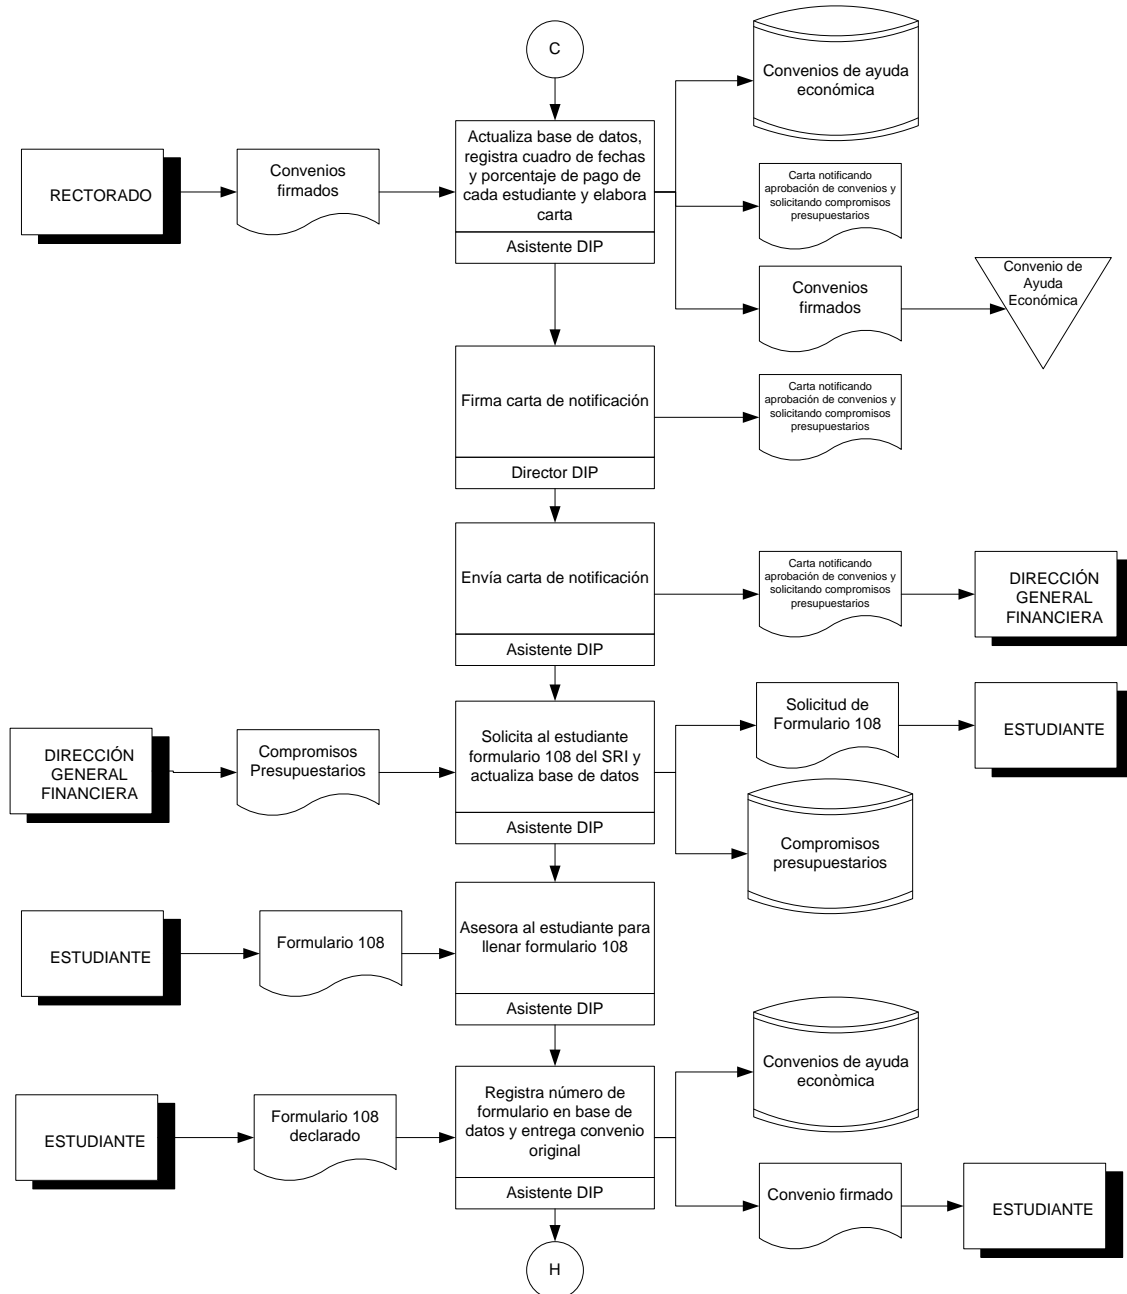 C
Convenios de ayuda
económica
Actualiza base de datos,
registra cuadro de fechas
y porcentaje de pago de
cada estudiante y elabora
carta
Asistente DIP
RECTORADO
Convenios
firmados
Carta notificando
aprobación de convenios y
solicitando compromisos
presupuestarios
Convenios
firmados
Convenio de
Ayuda
Económica
Firma carta de notificación
Director DIP
Carta notificando
aprobación de convenios y
solicitando compromisos
presupuestarios
Envía carta de notificación
Asistente DIP
Carta notificando
aprobación de convenios y
solicitando compromisos
presupuestarios
DIRECCIÓN
GENERAL
FINANCIERA
DIRECCIÓN
GENERAL
FINANCIERA
Compromisos
Presupuestarios
Solicita al estudiante
formulario 108 del SRI y
actualiza base de datos
Asistente DIP
Solicitud de
Formulario 108
ESTUDIANTE
Compromisos
presupuestarios
ESTUDIANTE
Formulario 108
Asesora al estudiante para
llenar formulario 108
Asistente DIP
Convenios de ayuda
econòmica
ESTUDIANTE
Formulario 108
declarado
Registra número de
formulario en base de
datos y entrega convenio
original
Asistente DIP
Convenio firmado
ESTUDIANTE
H